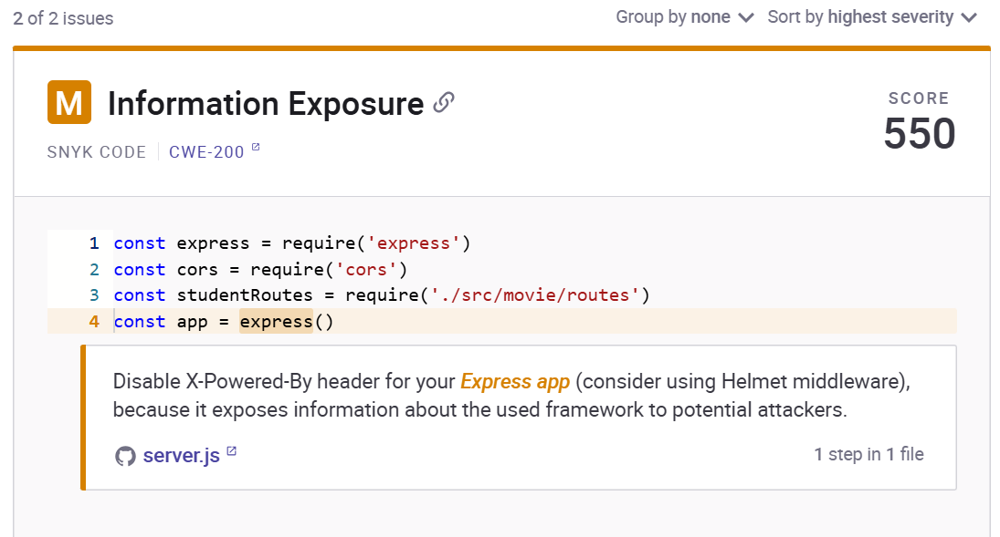 2 of 2 issues
Group by none Sort by highest severity
M Information Exposure
SCORE
550
SNYK CODE CWE-200
1 const express = require('express')
2 const cors = require('cors')
3 const studentRoutes = require('./src/movie/routes')
4 const app = express()
Disable X-Powered-By header for your Express app (consider using Helmet middleware),
because it exposes information about the used framework to potential attackers.
server.js 1 step in 1 file